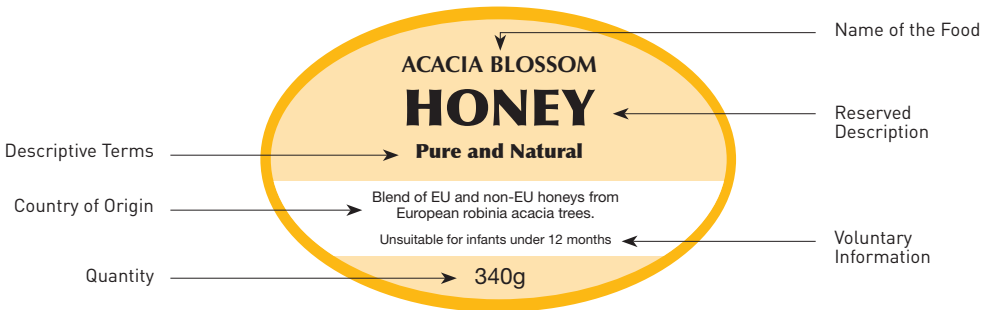 Name of the Food
ACACIA BLOSSOM
HONEY
Reserved
Description
Descriptive Terms
Pure and Natural
Country of Origin
Blend of EU and non-EU honeys from
European robinia acacia trees.
Unsuitable for infants under 12 months
Voluntary
Information
Quantity
340g